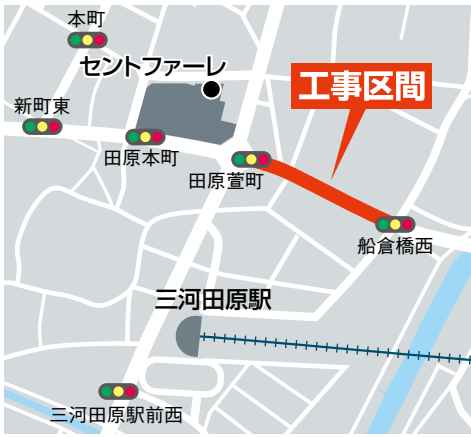 本町
セントファーレ
工事区間
新町東
田原本町
田原萱町
船倉橋西
三河田原駅
三河田原駅前西